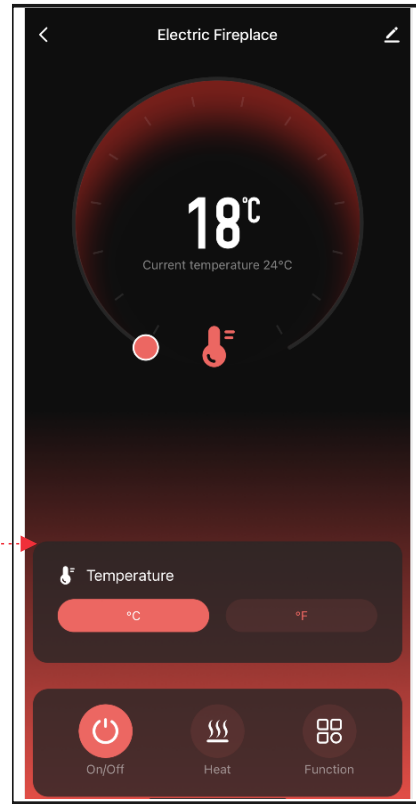 Electric Fireplace
18°C
Current temperature 24°C
Temperature
°C
°F
On/Off
Heat
Function